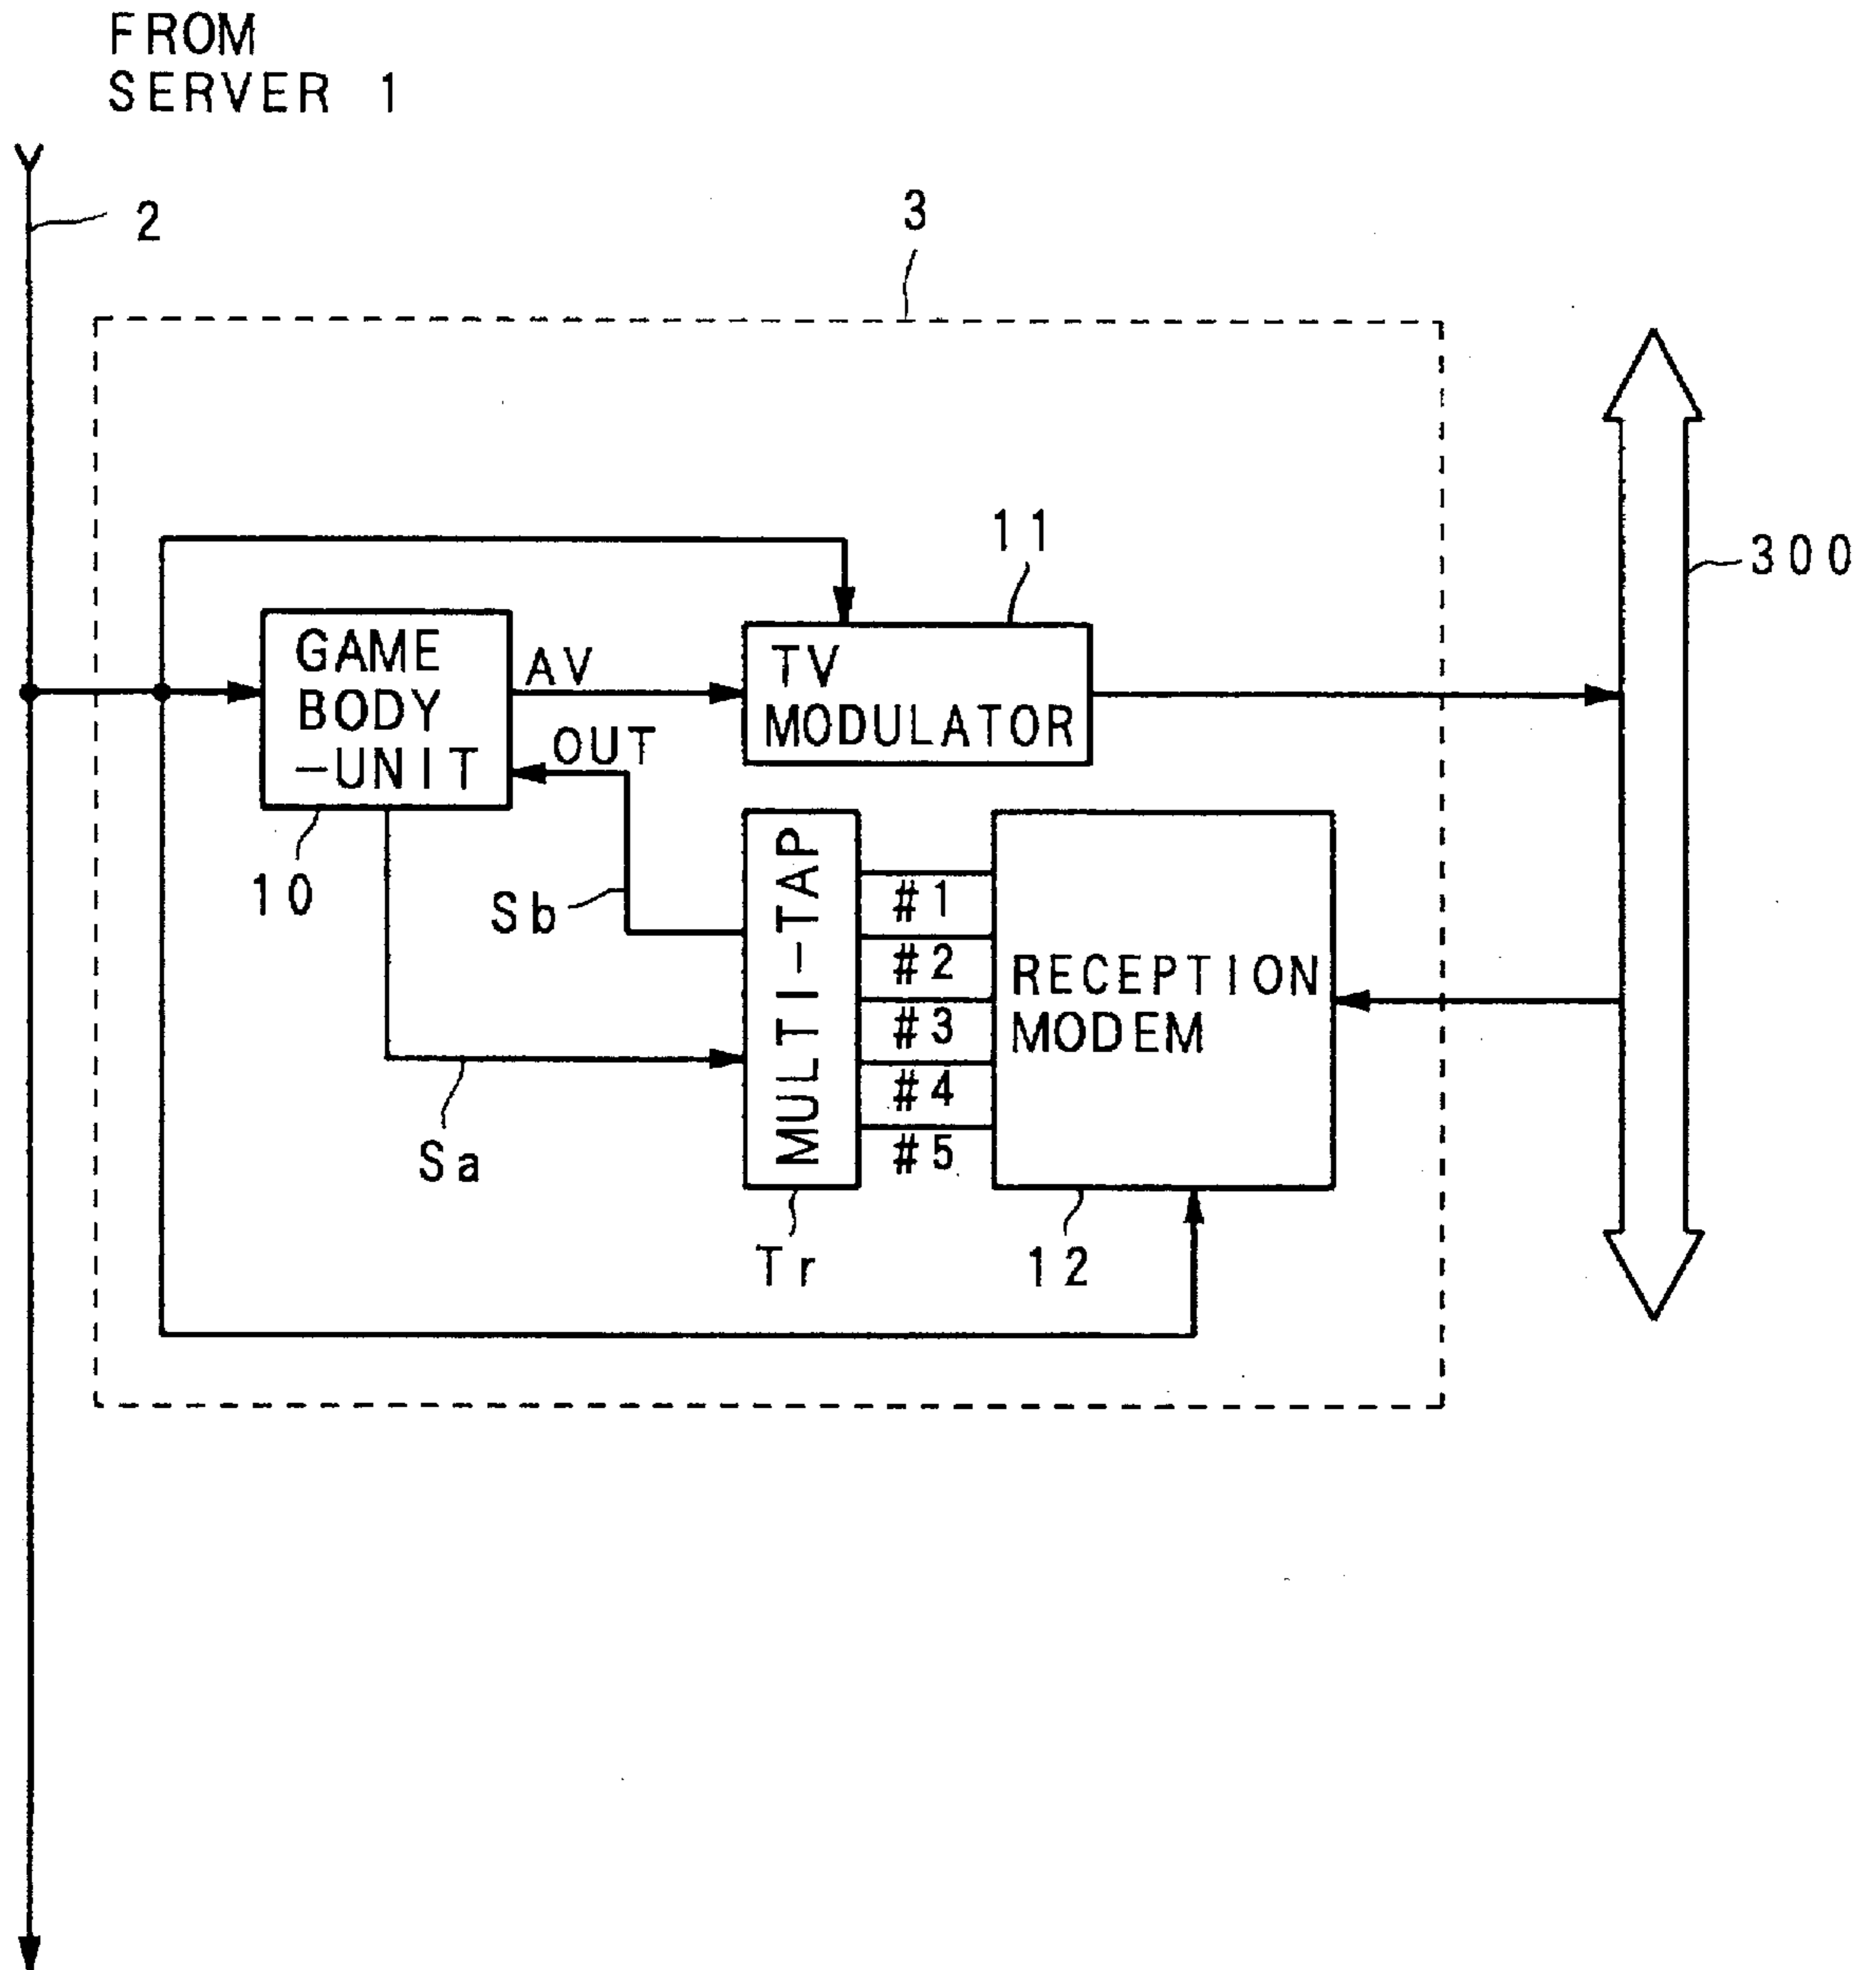 FROM
SERVER 1
2
3
11
300
GAME
BODY
-UNIT
AV
OUT
TV
MODULATOR
10
Sb
MULTI-TAP
#1
#2
#3
#4
#5
RECEPTION
MODEM
Sa
Tr
12